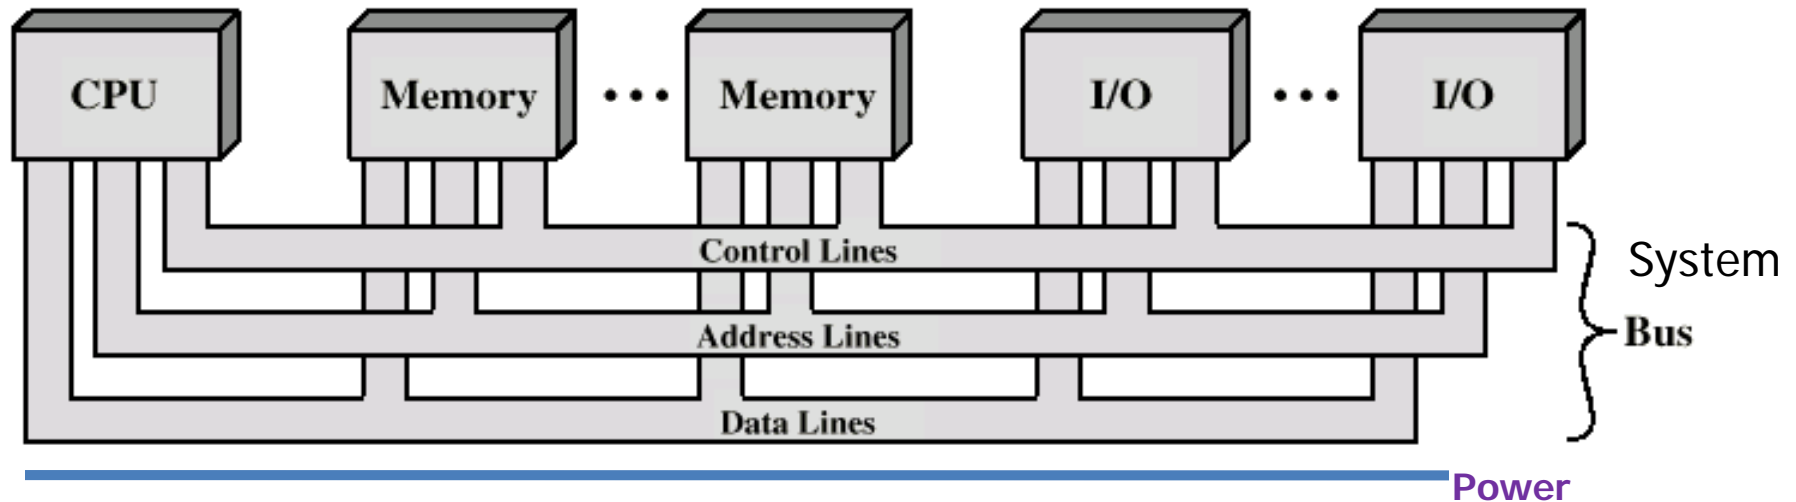 CPU
Memory
• • •
Memory
I/O
• • •
I/O
Control Lines
System
Address Lines
Bus
Data Lines
Power